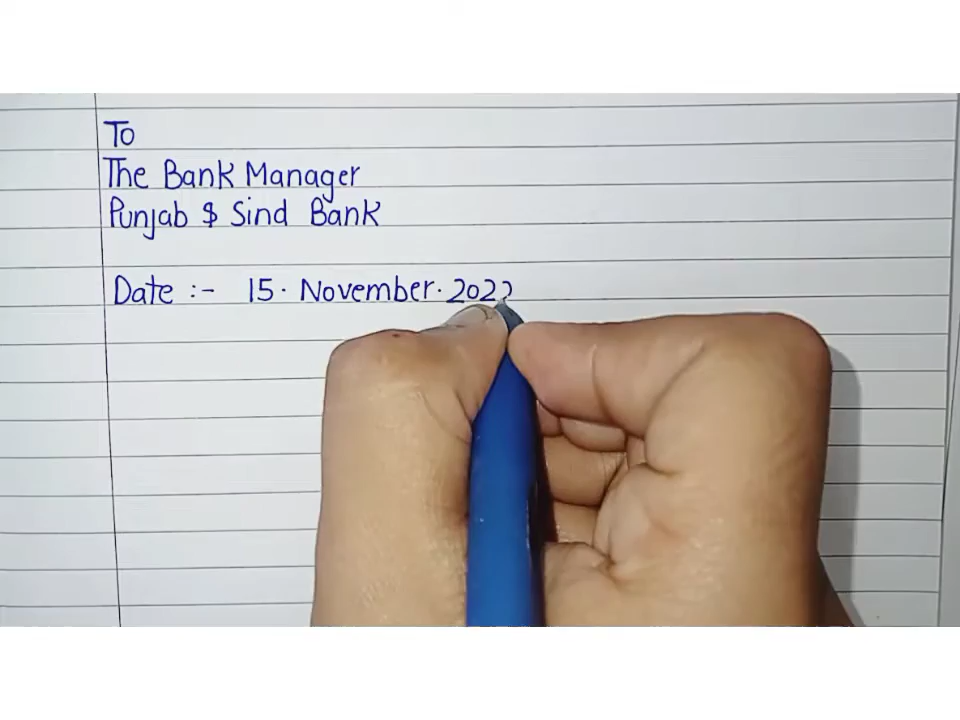 To
The Bank Manager
Punjab $ Sind Bank
Date :- 15. November. 2022